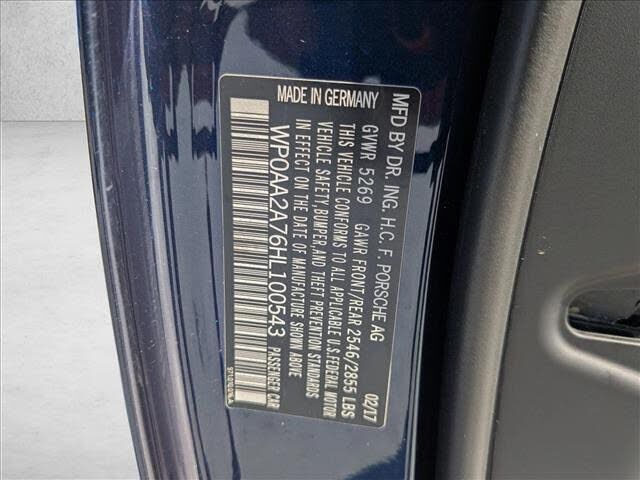 MFD BY DR. ING. H.C. F. PORSCHE AG
GVWR 5269 GAWR FRONT/REAR 2546/2855 LBS 02/17
THIS VEHICLE CONFORMS TO ALL APPLICABLE U.S. FEDERAL MOTOR
VEHICLE SAFETY, BUMPER, AND THEFT PREVENTION STANDARDS
IN EFFECT ON THE DATE OF MANUFACTURE SHOWN ABOVE
MADE IN GERMANY
WP0AA2A76HL100543 PASSENGER CAR